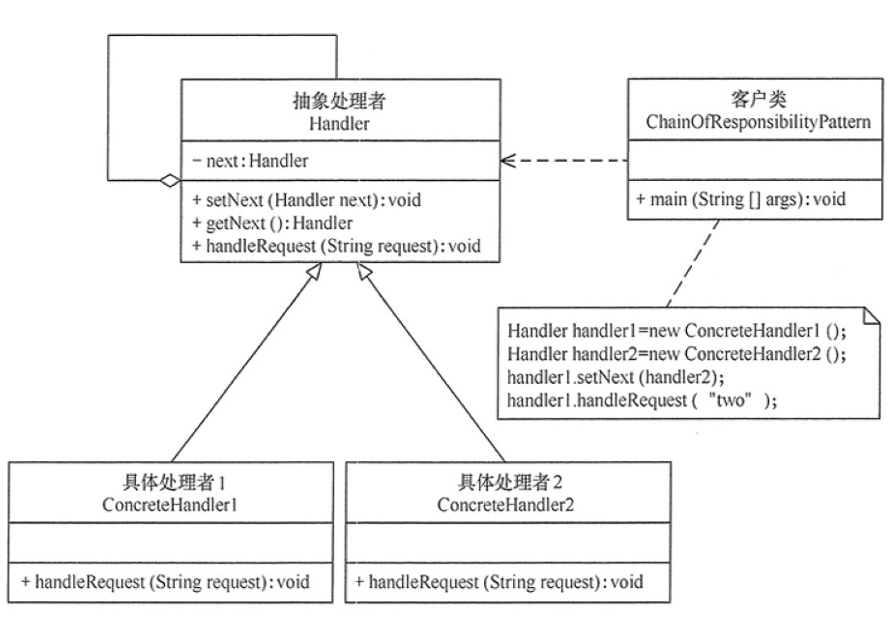 抽象处理者
Handler
− next:Handler
+ setNext (Handler next):void
+ getNext ():Handler
+ handleRequest (String request):void
客户类
ChainOfResponsibilityPattern
+ main (String [] args):void
Handler handler1=new ConcreteHandler1 ();
Handler handler2=new ConcreteHandler2 ();
handler1.setNext (handler2);
handler1.handleRequest ( "two" );
具体处理者1
ConcreteHandler1
+ handleRequest (String request):void
具体处理者2
ConcreteHandler2
+ handleRequest (String request):void